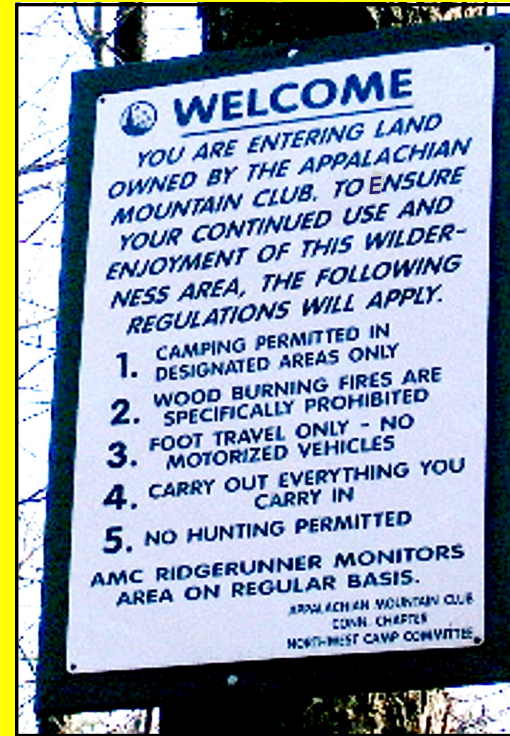 WELCOME
YOU ARE ENTERING LAND
OWNED BY THE APPALACHIAN
MOUNTAIN CLUB. TO ENSURE
YOUR CONTINUED USE AND
ENJOYMENT OF THIS WILDER-
NESS AREA, THE FOLLOWING
REGULATIONS WILL APPLY.
1. CAMPING PERMITTED IN
DESIGNATED AREAS ONLY
2. WOOD BURNING FIRES ARE
SPECIFICALLY PROHIBITED
3. FOOT TRAVEL ONLY - NO
MOTORIZED VEHICLES
4. CARRY OUT EVERYTHING YOU
CARRY IN
5. NO HUNTING PERMITTED
AMC RIDGERUNNER MONITORS
AREA ON REGULAR BASIS.
APPALACHIAN MOUNTAIN CLUB
CONN. CHAPTER
NORTHWEST CAMP COMMITTEE